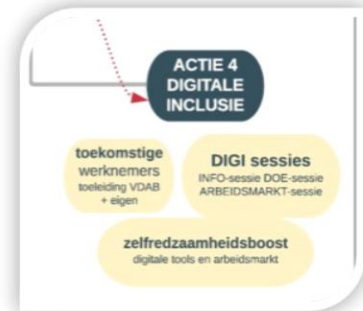 ACTIE 4
DIGITALE
INCLUSIE
toekomstige
werknemers
toeleiding VDAB
+ eigen
DIGI sessies
INFO-sessie DOE-sessie
ARBEIDSMARKT-sessie
zelfredzaamheidsboost
digitale tools en arbeidsmarkt